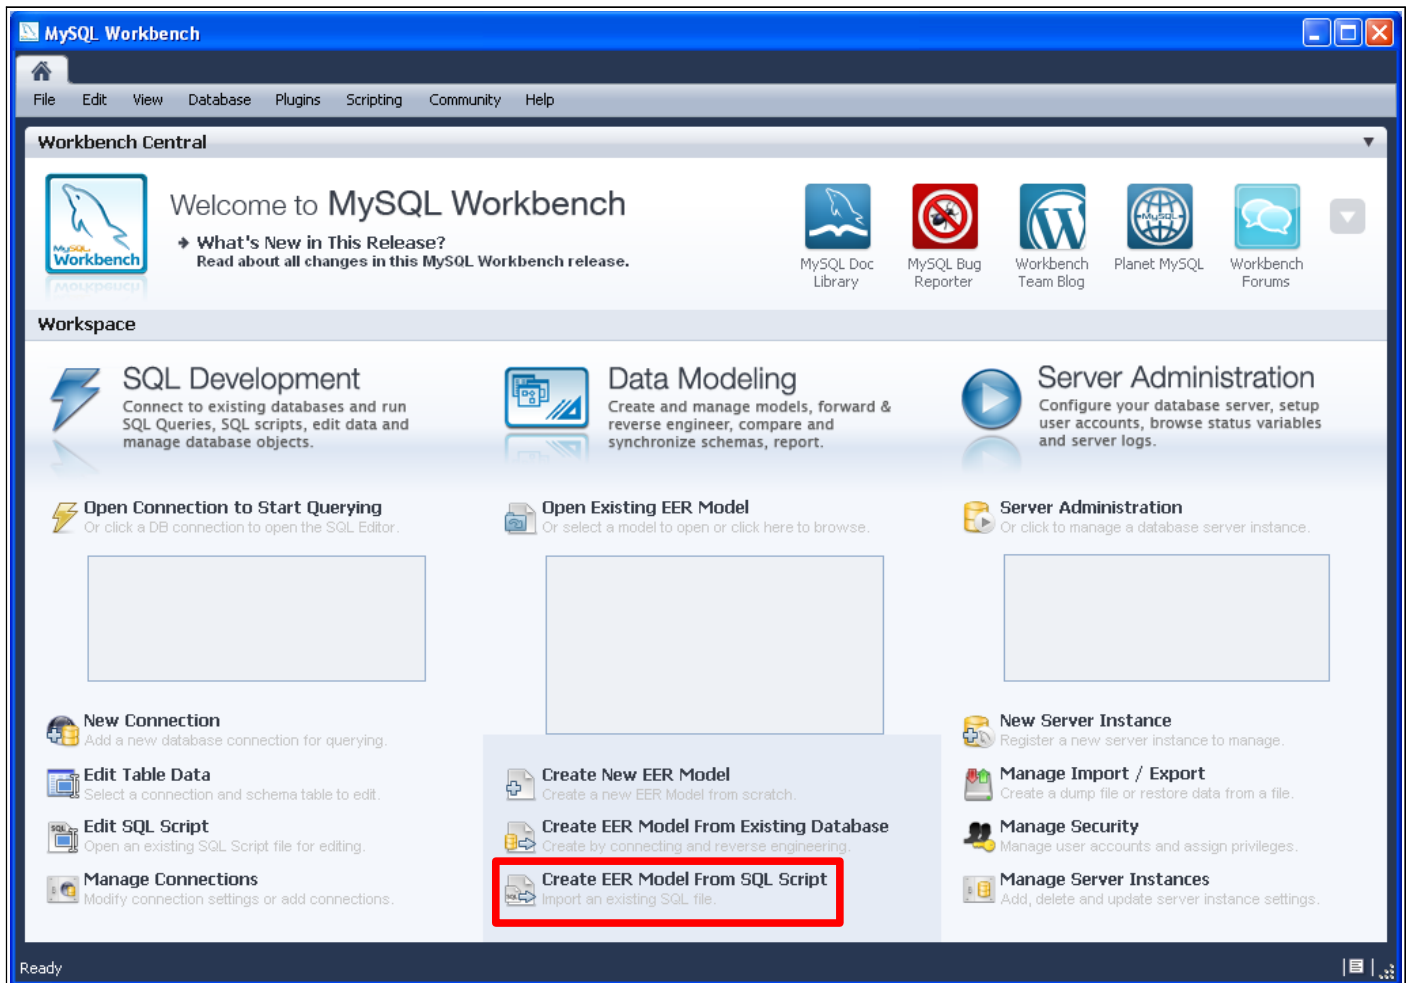 MySQL Workbench
File Edit View Database Plugins Scripting Community Help
Workbench Central
MySQL
Workbench
Welcome to MySQL Workbench
What's New in This Release?
Read about all changes in this MySQL Workbench release.
MySQL Doc
Library
MySQL Bug
Reporter
Workbench
Team Blog
MySQL
Planet MySQL
Workbench
Forums
Workspace
SQL Development
Connect to existing databases and run
SQL Queries, SQL scripts, edit data and
manage database objects.
Data Modeling
Create and manage models, forward &
reverse engineer, compare and
synchronize schemas, report.
Server Administration
Configure your database server, setup
user accounts, browse status variables
and server logs.
Open Connection to Start Querying
Or click a DB connection to open the SQL Editor.
Open Existing EER Model
Or select a model to open or click here to browse.
Server Administration
Or click to manage a database server instance.
New Connection
Add a new database connection for querying.
Edit Table Data
Select a connection and schema table to edit.
SQL
Edit SQL Script
Open an existing SQL Script file for editing.
Manage Connections
Modify connection settings or add connections.
Create New EER Model
Create a new EER Model from scratch.
Create EER Model From Existing Database
Create by connecting and reverse engineering.
SQL
Create EER Model From SQL Script
Import an existing SQL file.
New Server Instance
Register a new server instance to manage.
Manage Import / Export
Create a dump file or restore data from a file.
Manage Security
Manage user accounts and assign privileges.
Manage Server Instances
Add, delete and update server instance settings.
Ready